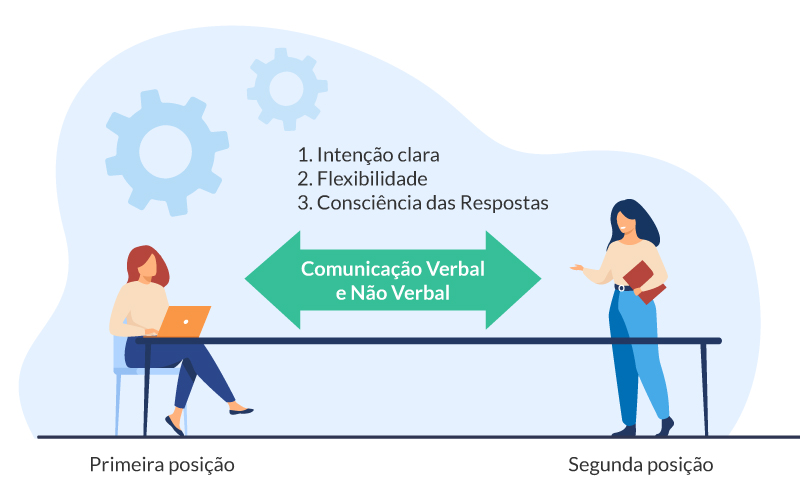 1. Intenção clara
2. Flexibilidade
3. Consciência das Respostas
Comunicação Verbal
e Não Verbal
Primeira posição
Segunda posição